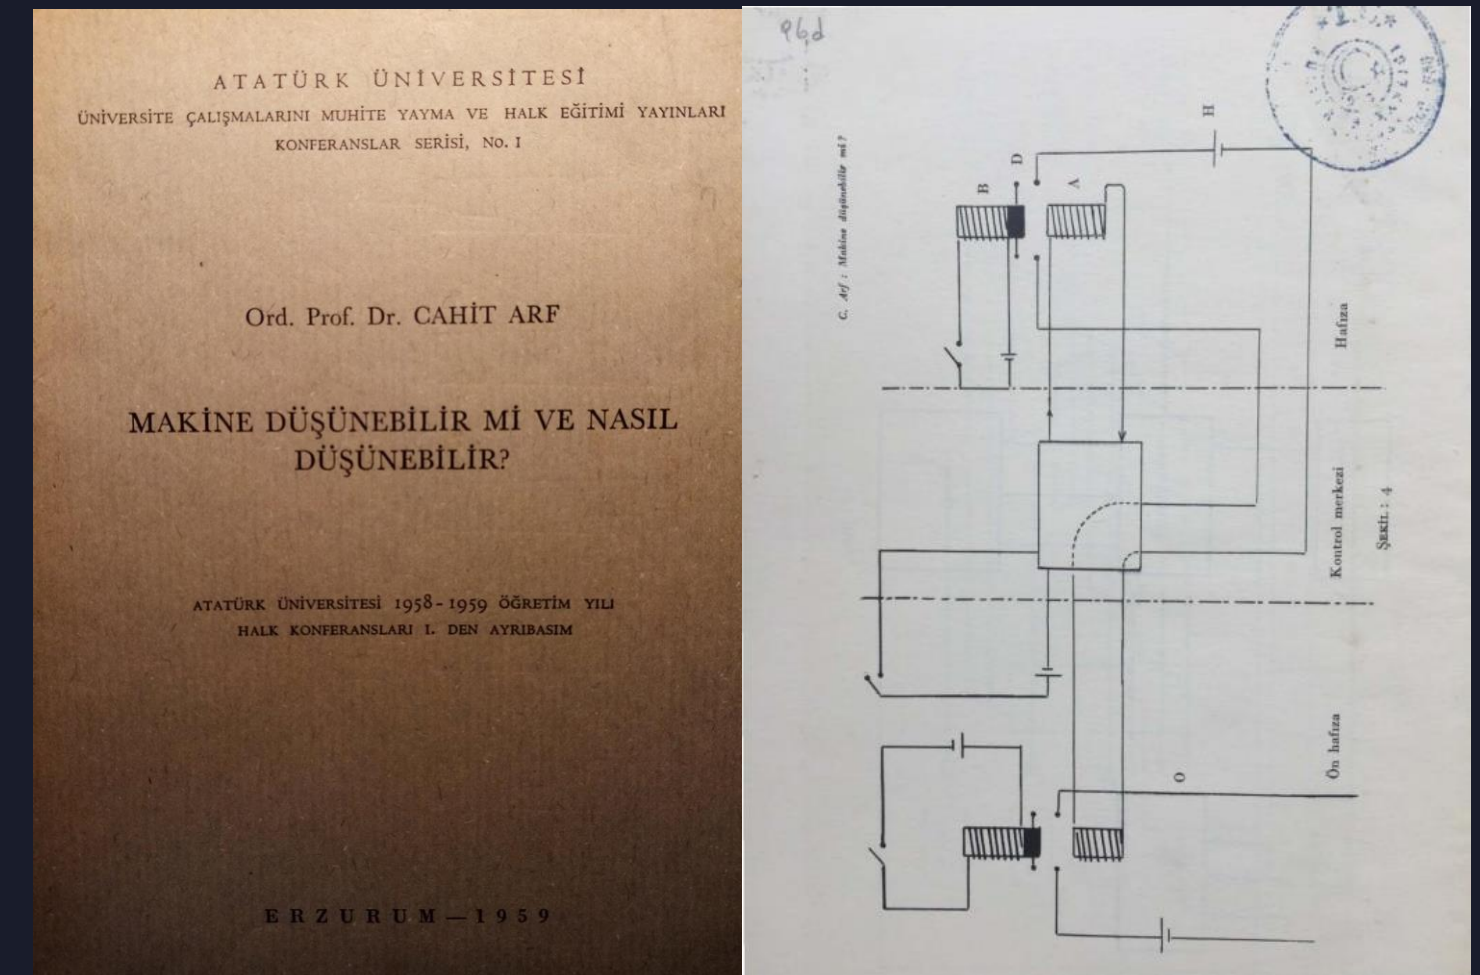 ATATÜRK ÜNİVERSİTESİ
ÜNİVERSİTE ÇALIŞMALARINI MUHİTE YAYMA VE HALK EĞİTİMİ YAYINLARI
KONFERANSLAR SERİSİ, No. I
Ord. Prof. Dr. CAHİT ARF
MAKİNE DÜŞÜNEBİLİR Mİ VE NASIL
DÜŞÜNEBİLİR?
ATATÜRK ÜNİVERSİTESİ 1958-1959 ÖĞRETİM YILI
HALK KONFERANSLARI I. DEN AYRIBASIM
ERZURUM—1959
C. Arf : Makine düşünebilir mi?
B
D
A
H
Hafıza
Kontrol merkezi
ŞEKİL : 4
O
Ön hafıza